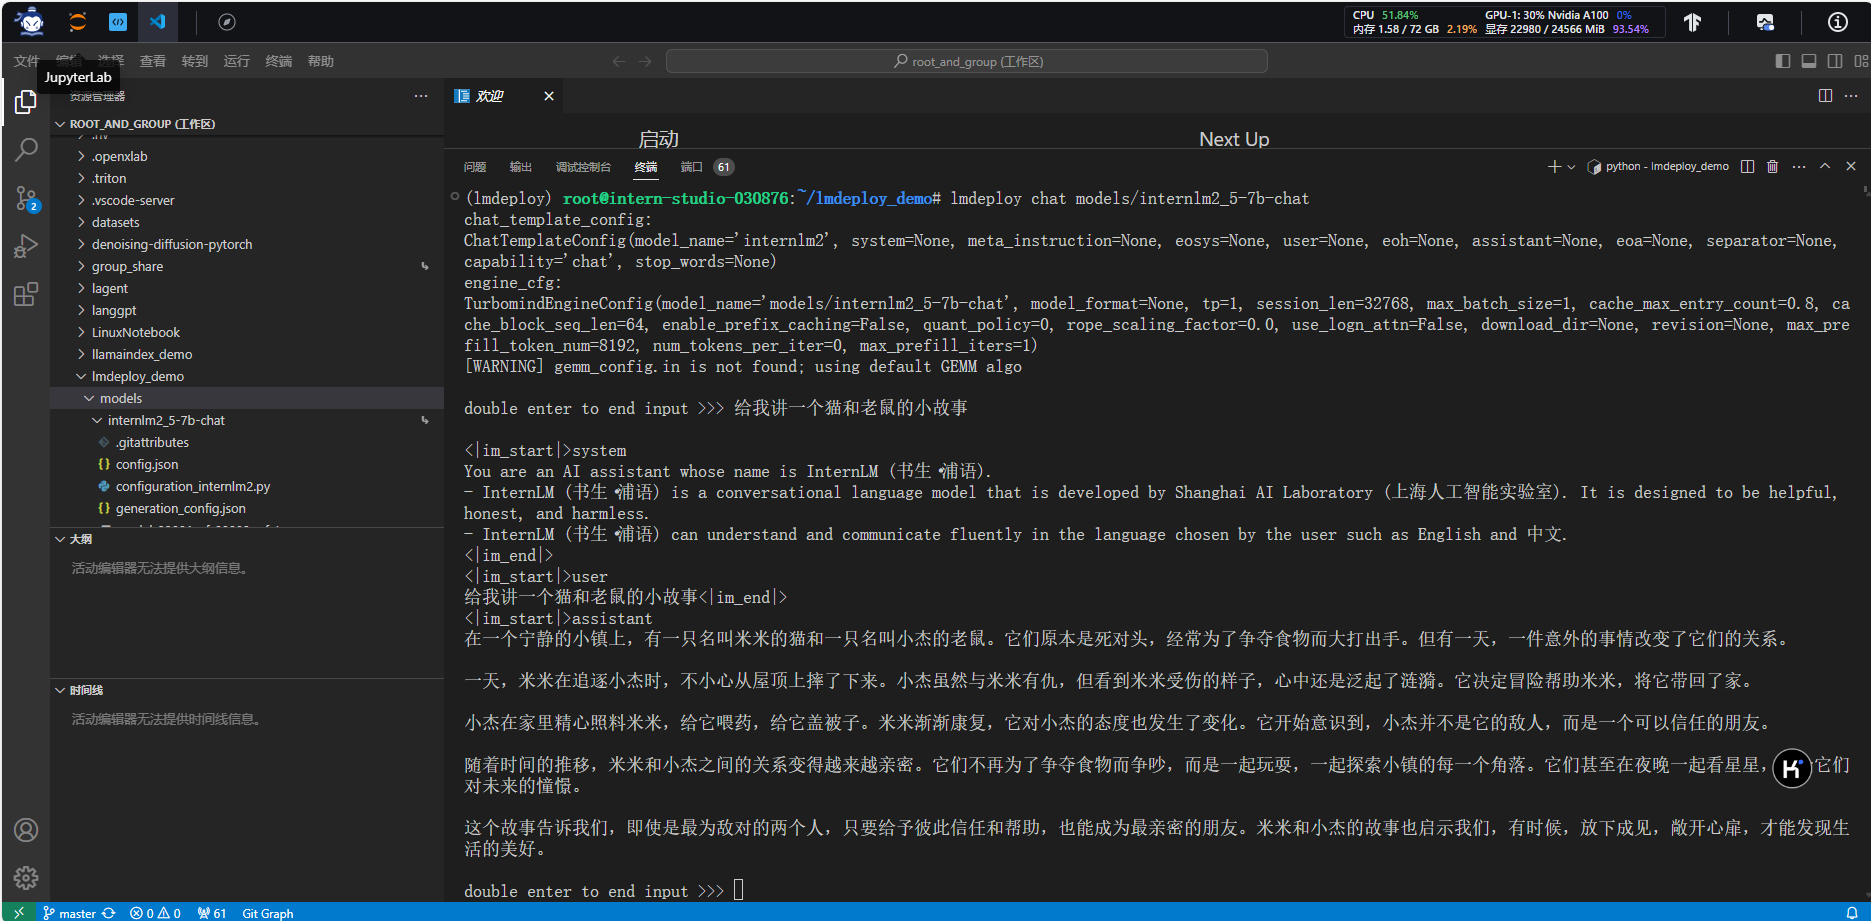 CPU 51.84% GPU-1: 30% Nvidia A100 0%
内存 1.58 / 72 GB 2.19% 显存 22980 / 24566 MiB 93.54%
文件 编辑 选择 查看 转到 运行 终端 帮助
root_and_group (工作区)
JupyterLab
资源管理器
欢迎
ROOT_AND_GROUP (工作区)
.openxlab
.triton
.vscode-server
datasets
denoising-diffusion-pytorch
group_share
lagent
langgpt
LinuxNotebook
llamaindex_demo
lmdeploy_demo
models
internlm2_5-7b-chat
.gitattributes
config.json
configuration_internlm2.py
generation_config.json
大纲
活动编辑器无法提供大纲信息。
时间线
活动编辑器无法提供时间线信息。
启动
Next Up
问题 输出 调试控制台 终端 端口 61
python - lmdeploy_demo
(lmdeploy) root@intern-studio-030876:~/lmdeploy_demo# lmdeploy chat models/internlm2_5-7b-chat
chat_template_config:
ChatTemplateConfig(model_name='internlm2', system=None, meta_instruction=None, eosys=None, user=None, eoh=None, assistant=None, eoa=None, separator=None,
capability='chat', stop_words=None)
engine_cfg:
TurbomindEngineConfig(model_name='models/internlm2_5-7b-chat', model_format=None, tp=1, session_len=32768, max_batch_size=1, cache_max_entry_count=0.8, ca
che_block_seq_len=64, enable_prefix_caching=False, quant_policy=0, rope_scaling_factor=0.0, use_logn_attn=False, download_dir=None, revision=None, max_pre
fill_token_num=8192, num_tokens_per_iter=0, max_prefill_iters=1)
[WARNING] gemm_config.in is not found; using default GEMM algo
double enter to end input >>> 给我讲一个猫和老鼠的小故事
<|im_start|>system
You are an AI assistant whose name is InternLM (书生·浦语).
- InternLM (书生·浦语) is a conversational language model that is developed by Shanghai AI Laboratory (上海人工智能实验室). It is designed to be helpful,
honest, and harmless.
- InternLM (书生·浦语) can understand and communicate fluently in the language chosen by the user such as English and 中文.
<|im_end|>
<|im_start|>user
给我讲一个猫和老鼠的小故事<|im_end|>
<|im_start|>assistant
在一个宁静的小镇上，有一只名叫米米的猫和一只名叫小杰的老鼠。它们原本是死对头，经常为了争夺食物而大打出手。但有一天，一件意外的事情改变了它们的关系。
一天，米米在追逐小杰时，不小心从屋顶上摔了下来。小杰虽然与米米有仇，但看到米米受伤的样子，心中还是泛起了涟漪。它决定冒险帮助米米，将它带回了家。
小杰在家里精心照料米米，给它喂药，给它盖被子。米米渐渐康复，它对小杰的态度也发生了变化。它开始意识到，小杰并不是它的敌人，而是一个可以信任的朋友。
随着时间的推移，米米和小杰之间的关系变得越来越亲密。它们不再为了争夺食物而争吵，而是一起玩耍，一起探索小镇的每一个角落。它们甚至在夜晚一起看星星，它们
对未来的憧憬。
这个故事告诉我们，即使是最为敌对的两个人，只要给予彼此信任和帮助，也能成为最亲密的朋友。米米和小杰的故事也启示我们，有时候，放下成见，敞开心扉，才能发现生
活的美好。
double enter to end input >>>
master 0 0 61 Git Graph